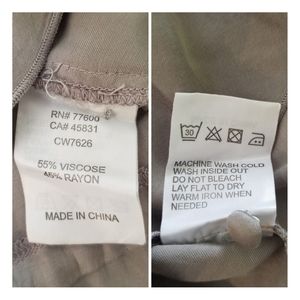 RN# 77600
CA# 45831
CW7626
55% VISCOSE
45% RAYON
MADE IN CHINA
30
MACHINE WASH COLD
WASH INSIDE OUT
DO NOT BLEACH
LAY FLAT TO DRY
WARM IRON WHEN
NEEDED